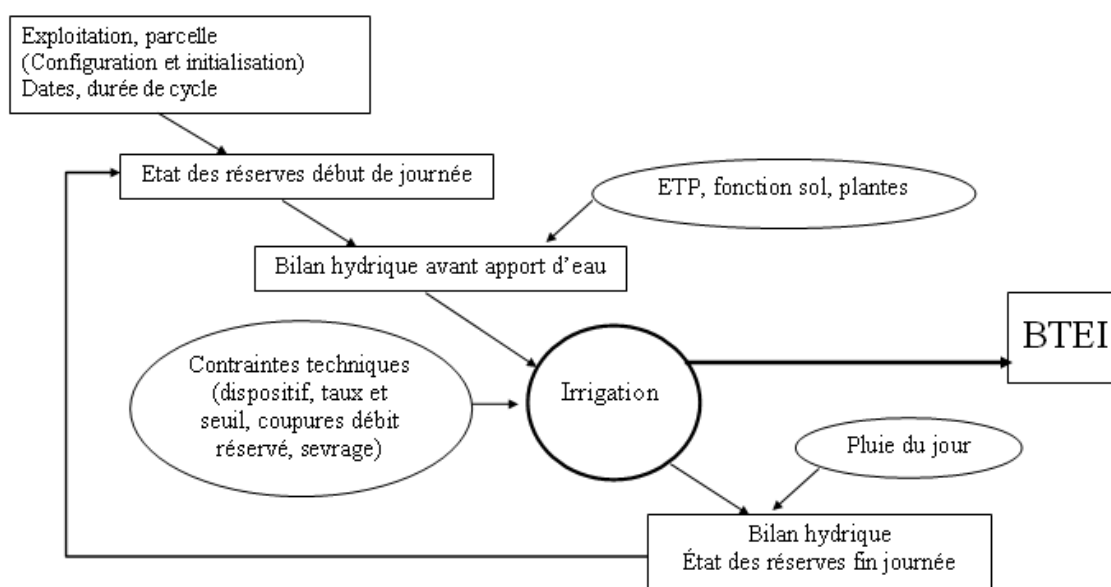 Exploitation, parcelle
(Configuration et initialisation)
Dates, durée de cycle
Etat des réserves début de journée
ETP, fonction sol, plantes
Bilan hydrique avant apport d'eau
BTEI
Contraintes techniques
(dispositif, taux et
seuil, coupures débit
réservé, sevrage)
Irrigation
Pluie du jour
Bilan hydrique
État des réserves fin journée